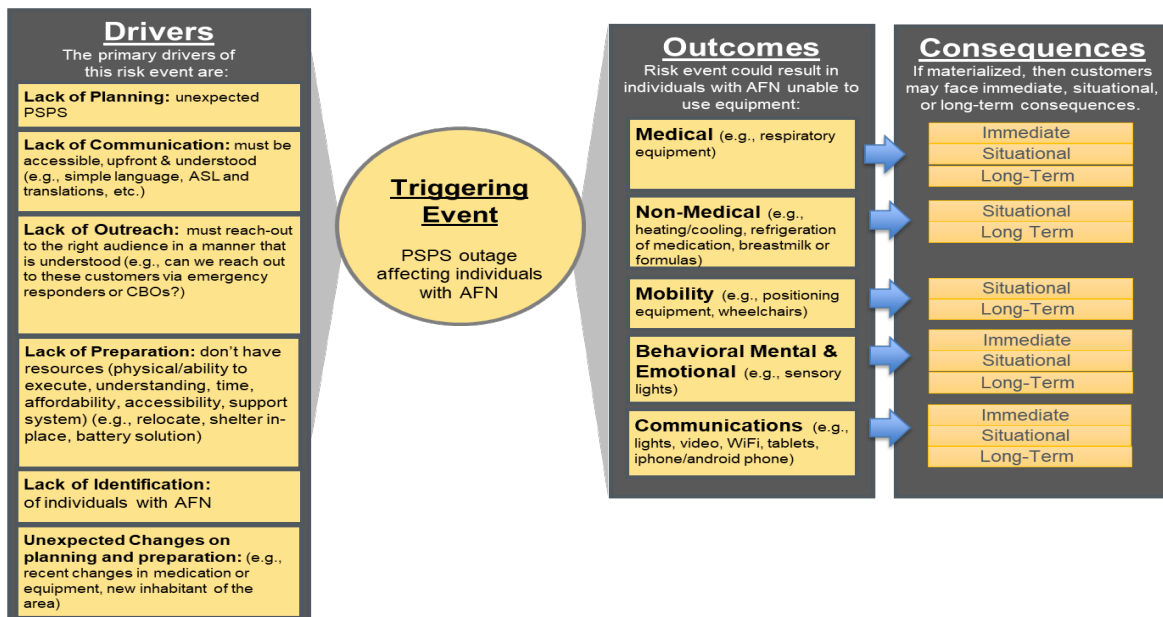 Drivers
The primary drivers of
this risk event are:
Lack of Planning: unexpected
PSPS
Lack of Communication: must be
accessible, upfront & understood
(e.g., simple language, ASL and
translations, etc.)
Lack of Outreach: must reach-out
to the right audience in a manner that
is understood (e.g., can we reach out
to these customers via emergency
responders or CBOs?)
Lack of Preparation: don't have
resources (physical/ability to
execute, understanding, time,
affordability, accessibility, support
system) (e.g., relocate, shelter in-
place, battery solution)
Lack of Identification:
of individuals with AFN
Unexpected Changes on
planning and preparation: (e.g.,
recent changes in medication or
equipment, new inhabitant of the
area)
Triggering
Event
PSPS outage
affecting individuals
with AFN
Outcomes
Risk event could result in
individuals with AFN unable to
use equipment:
Medical (e.g., respiratory
equipment)
Non-Medical (e.g.,
heating/cooling, refrigeration
of medication, breastmilk or
formulas)
Mobility (e.g., positioning
equipment, wheelchairs)
Behavioral Mental &
Emotional (e.g., sensory
lights)
Communications (e.g.,
lights, video, WiFi, tablets,
iphone/android phone)
Consequences
If materialized, then customers
may face immediate, situational,
or long-term consequences.
Immediate
Situational
Long-Term
Situational
Long Term
Situational
Long-Term
Immediate
Situational
Long-Term
Immediate
Situational
Long-Term